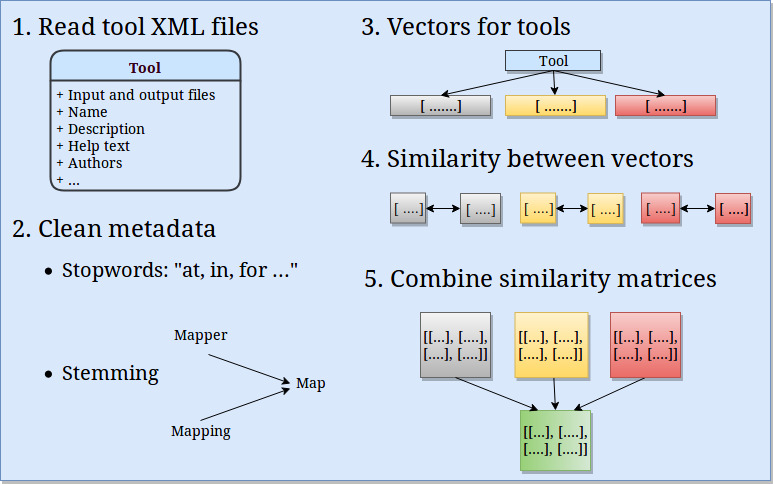 1. Read tool XML files
Tool
+ Input and output files
+ Name
+ Description
+ Help text
+ Authors
+ ...
2. Clean metadata
• Stopwords: "at, in, for ..."
Mapper
• Stemming
Map
Mapping
3. Vectors for tools
Tool
[ .......] [ .......] [ .......]
4. Similarity between vectors
[ ....] [ ....] [ ....] [ ....] [ ....] [ ....]
5. Combine similarity matrices
[[...], [....], [[...], [....], [[...], [....],
[....], [....]] [....], [....]] [....], [....]]
[[...], [....],
[....], [....]]